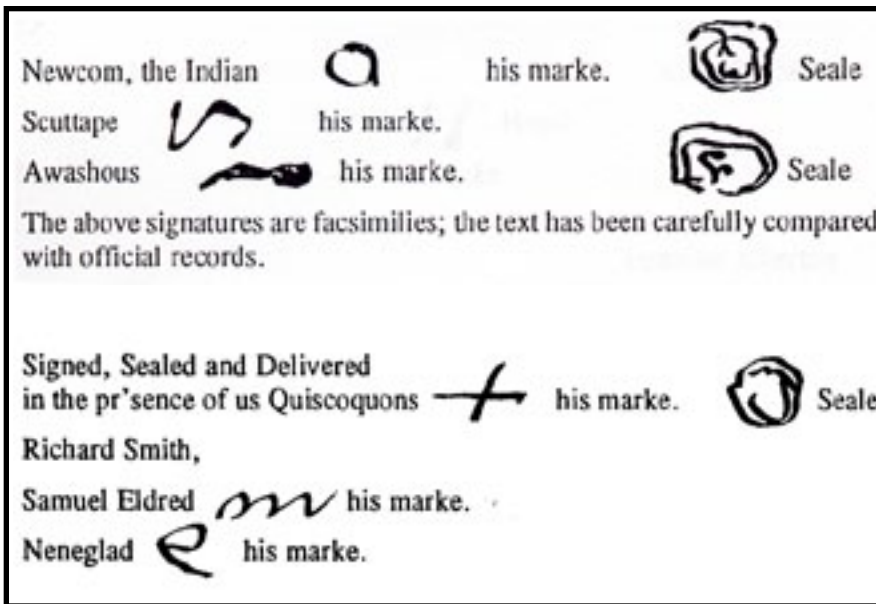 Newcom, the Indian his marke. Seale
Scuttape his marke.
Awashous his marke. Seale
The above signatures are facsimilies; the text has been carefully compared
with official records.
Signed, Sealed and Delivered
in the pr'sence of us Quiscoquons his marke. Seale
Richard Smith,
Samuel Eldred his marke.
Neneglad his marke.